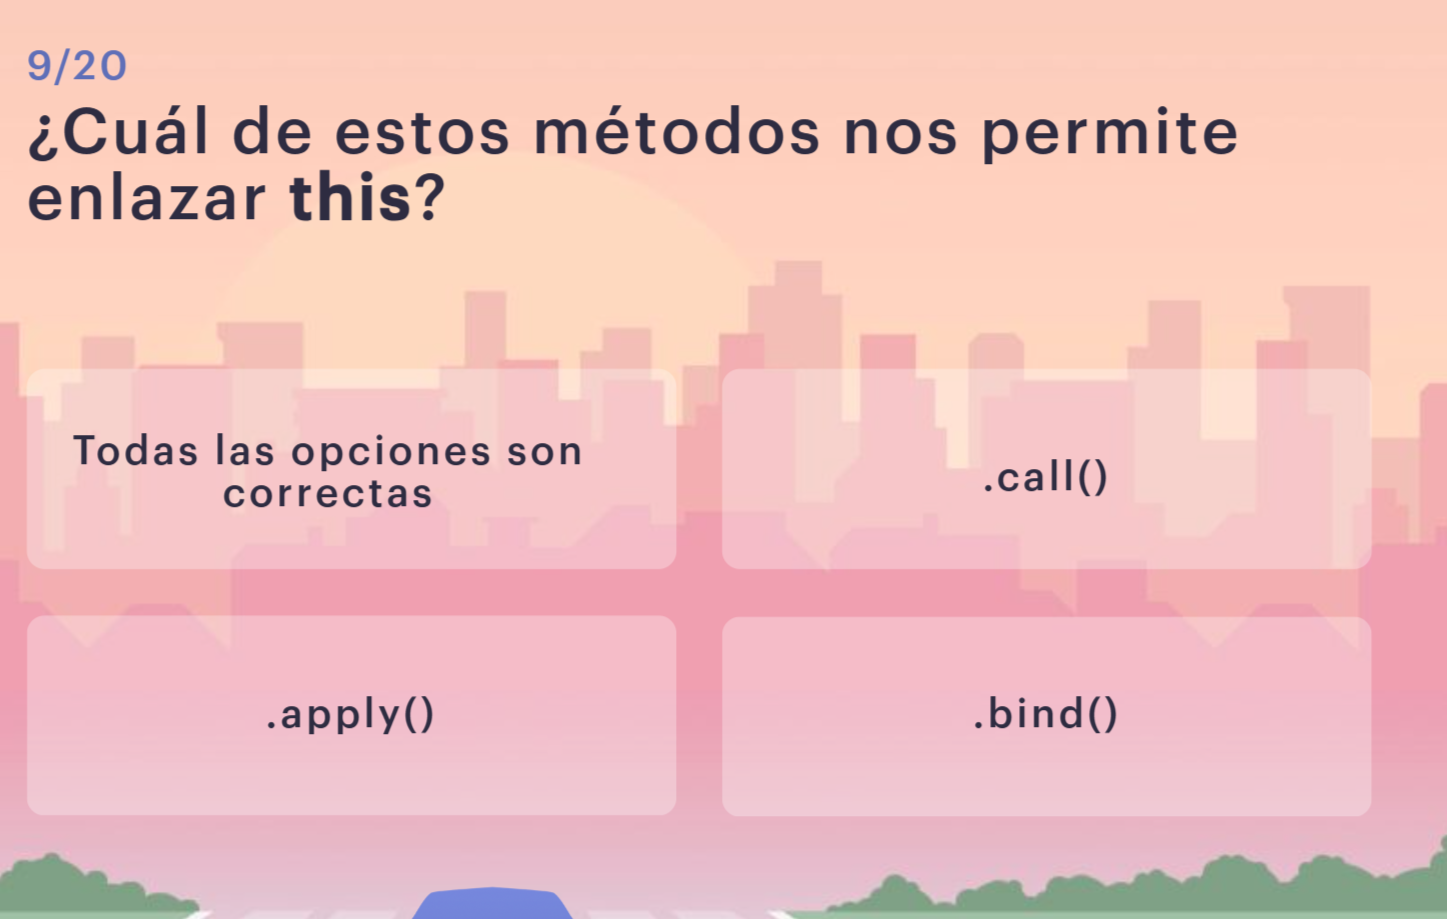 9/20
¿Cuál de estos métodos nos permite
enlazar this?
Todas las opciones son
correctas
.call()
.apply()
.bind()